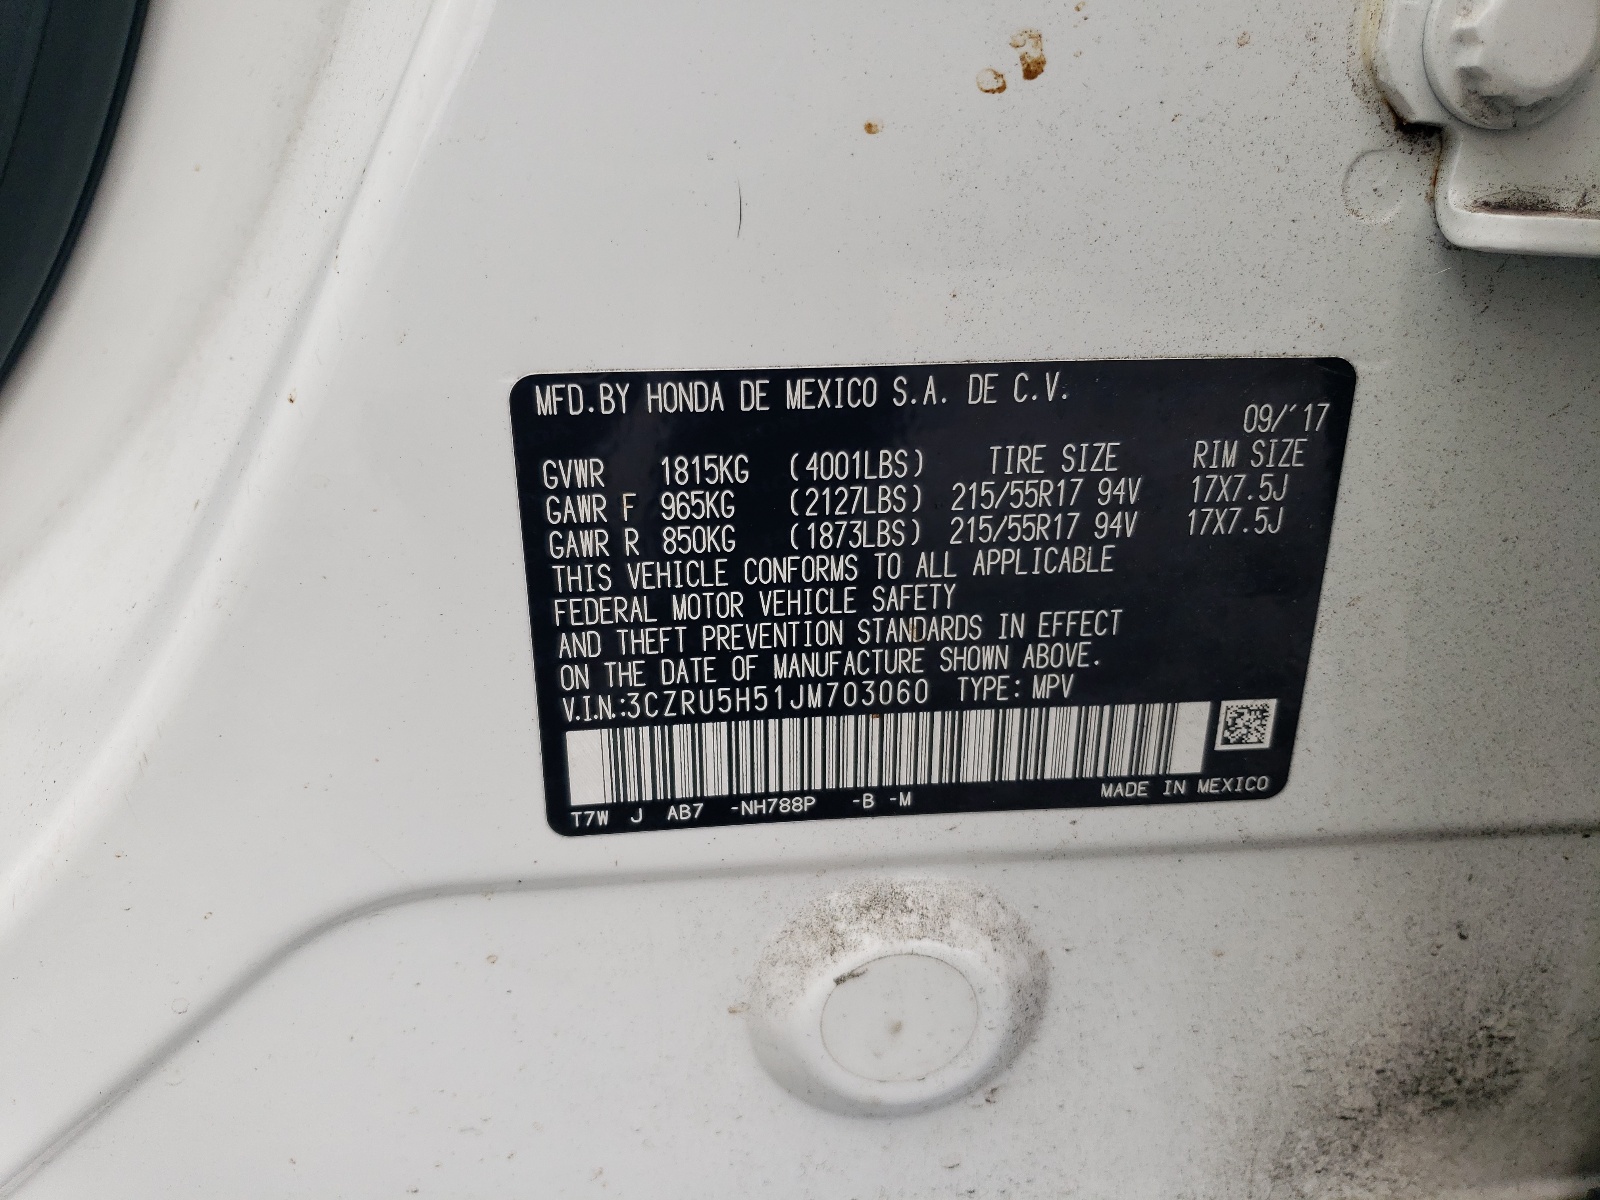 MFD.BY HONDA DE MEXICO S.A. DE C.V.
09/'17
GVWR 1815KG (4001LBS) TIRE SIZE RIM SIZE
GAWR F 965KG (2127LBS) 215/55R17 94V 17X7.5J
GAWR R 850KG (1873LBS) 215/55R17 94V 17X7.5J
THIS VEHICLE CONFORMS TO ALL APPLICABLE
FEDERAL MOTOR VEHICLE SAFETY
AND THEFT PREVENTION STANDARDS IN EFFECT
ON THE DATE OF MANUFACTURE SHOWN ABOVE.
V.I.N.:3CZRU5H51JM703060 TYPE: MPV
T7W J AB7 -NH788P -B -M MADE IN MEXICO